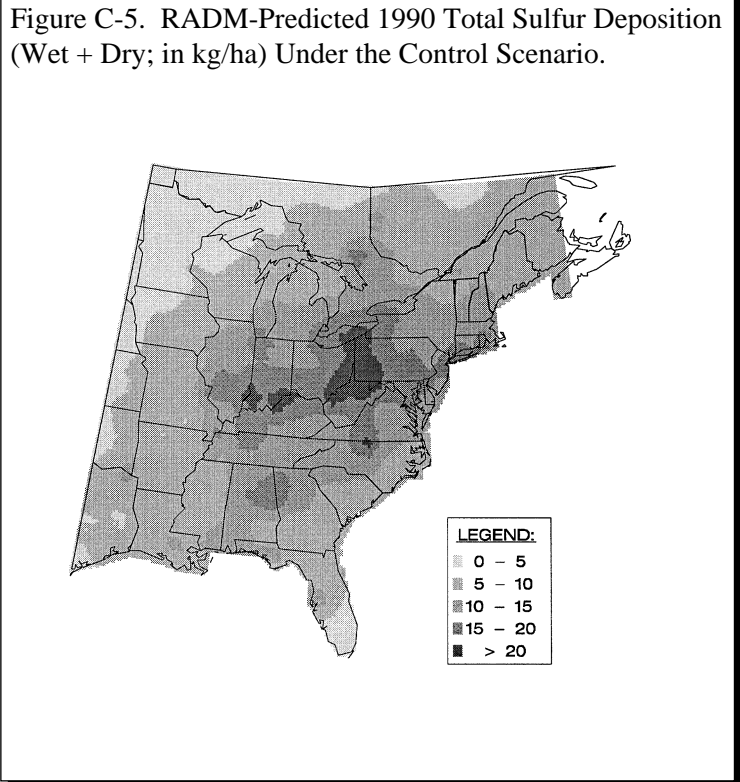 Figure C-5. RADM-Predicted 1990 Total Sulfur Deposition
(Wet + Dry; in kg/ha) Under the Control Scenario.
LEGEND:
0 – 5
5 – 10
10 – 15
15 – 20
> 20